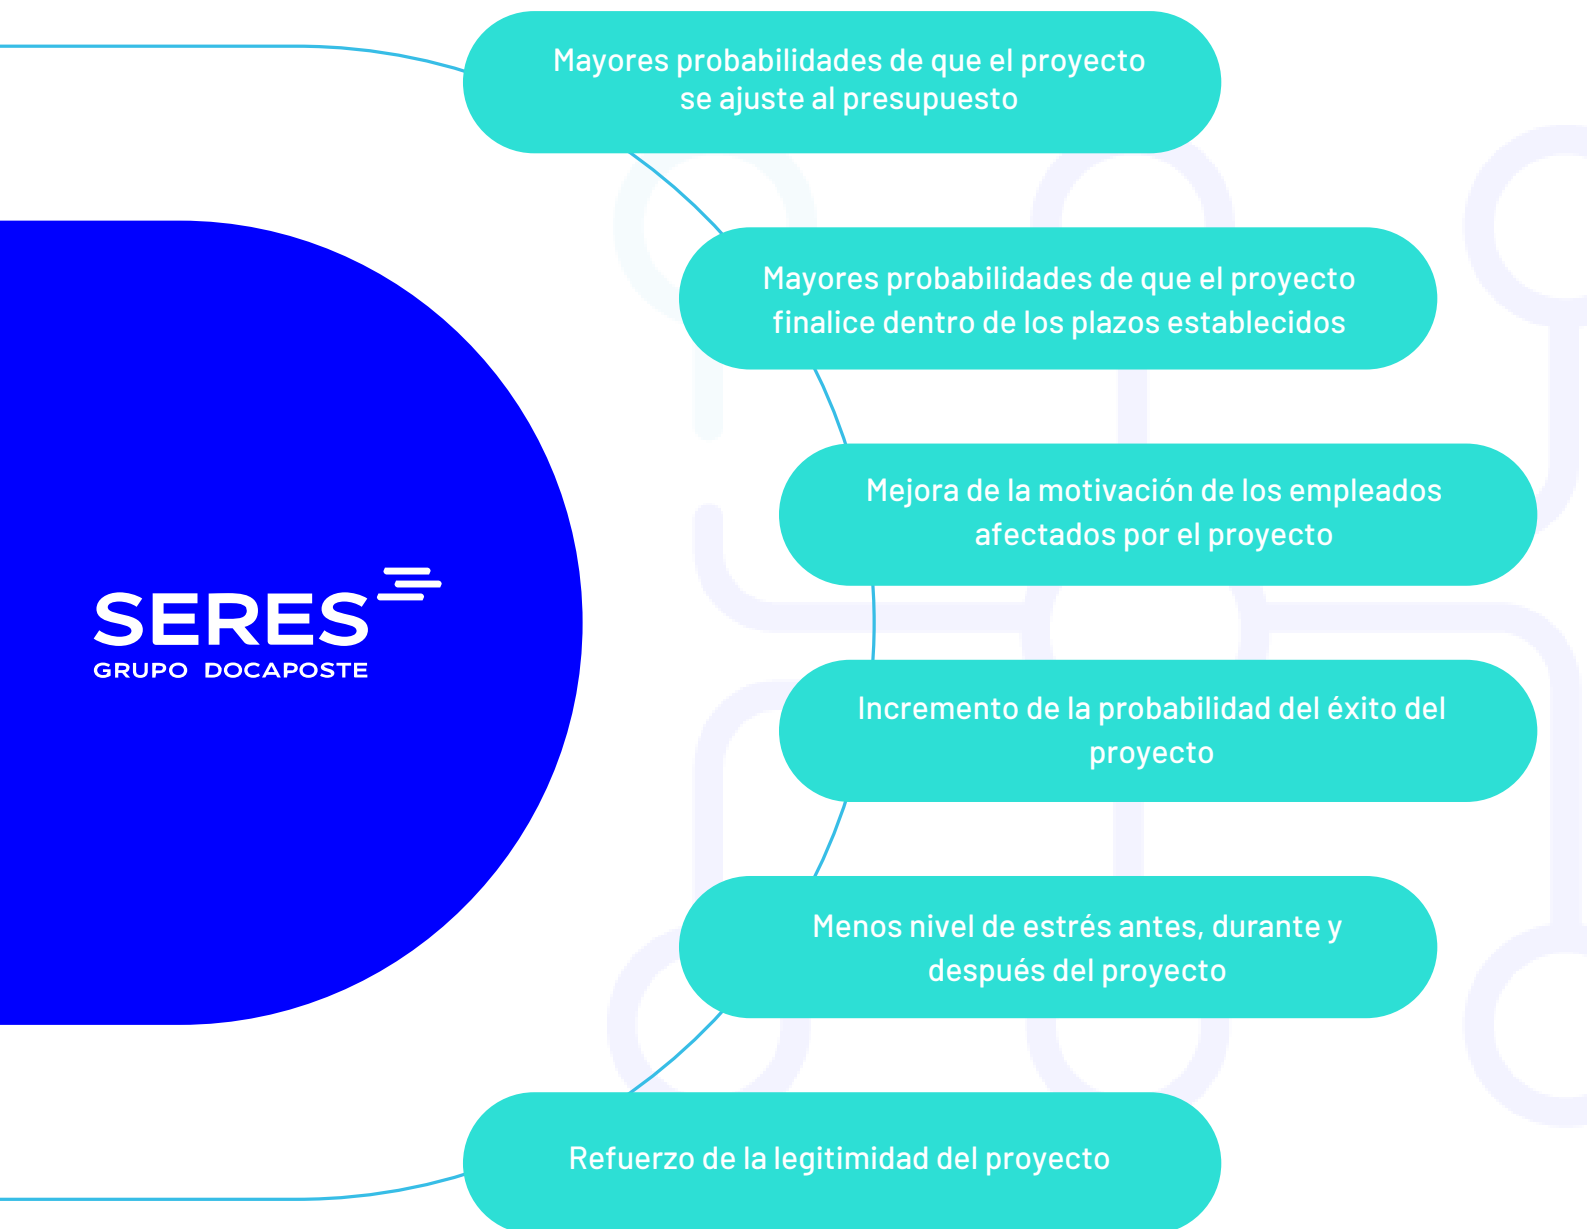 Mayores probabilidades de que el proyecto
se ajuste al presupuesto
Mayores probabilidades de que el proyecto
finalice dentro de los plazos establecidos
Mejora de la motivación de los empleados
afectados por el proyecto
SERES
GRUPO DOCAPOSTE
Incremento de la probabilidad del éxito del
proyecto
Menos nivel de estrés antes, durante y
después del proyecto
Refuerzo de la legitimidad del proyecto